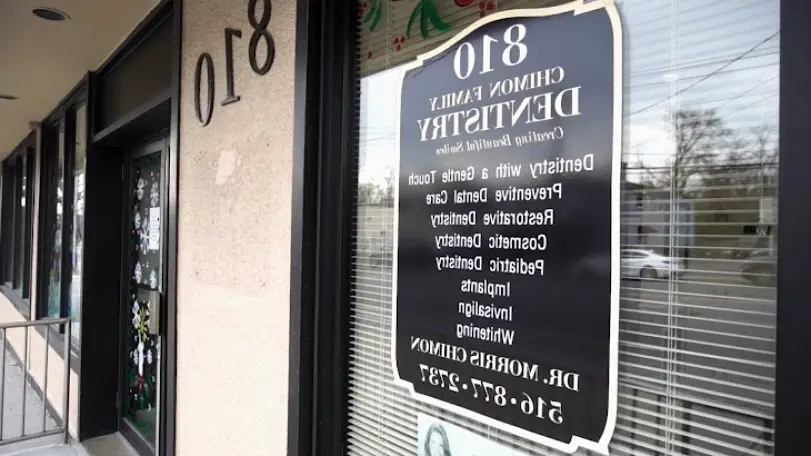 810
810
CHIMON FAMILY
DENTISTRY
Creating Beautiful Smiles
Dentistry with a Gentle Touch
Preventive Dental Care
Restorative Dentistry
Cosmetic Dentistry
Pediatric Dentistry
Implants
Invisalign
Whitening
DR. MORRIS CHIMON
516•877•2737